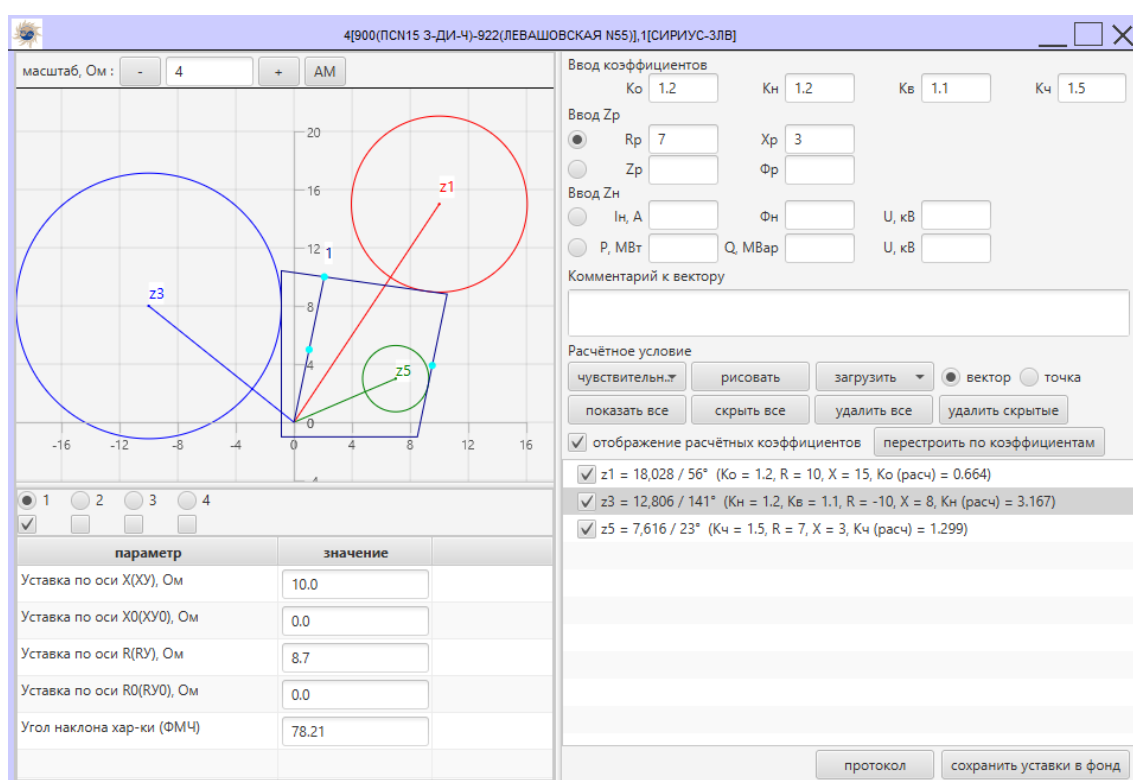 4[900(ПСN15 З-ДИ-Ч)-922(ЛЕВАШОВСКАЯ N55)],1[СИРИУС-3ЛВ]
масштаб, Ом : - 4 + АМ
20
16
12
8
4
0
4
-16 -12 -8 -4 0 4 8 12 16
z1
1
z3
z5
1 2 3 4
параметр значение
Уставка по оси X(XУ), Ом 10.0
Уставка по оси X0(XУ0), Ом 0.0
Уставка по оси R(RУ), Ом 8.7
Уставка по оси R0(RУ0), Ом 0.0
Угол наклона хар-ки (ФМЧ) 78.21
Ввод коэффициентов
Ко 1.2 Кн 1.2 Кв 1.1 Кч 1.5
Ввод Zр
Rр 7 Xр 3
Zр Фр
Ввод Zн
Iн, А Фн U, кВ
P, МВт Q, МВар U, кВ
Комментарий к вектору
Расчётное условие
чувствительн... рисовать загрузить вектор точка
показать все скрыть все удалить все удалить скрытые
отображение расчётных коэффициентов перестроить по коэффициентам
z1 = 18,028 / 56° (Ко = 1.2, R = 10, X = 15, Ко (расч) = 0.664)
z3 = 12,806 / 141° (Кн = 1.2, Кв = 1.1, R = -10, X = 8, Кн (расч) = 3.167)
z5 = 7,616 / 23° (Кч = 1.5, R = 7, X = 3, Кч (расч) = 1.299)
протокол сохранить уставки в фонд